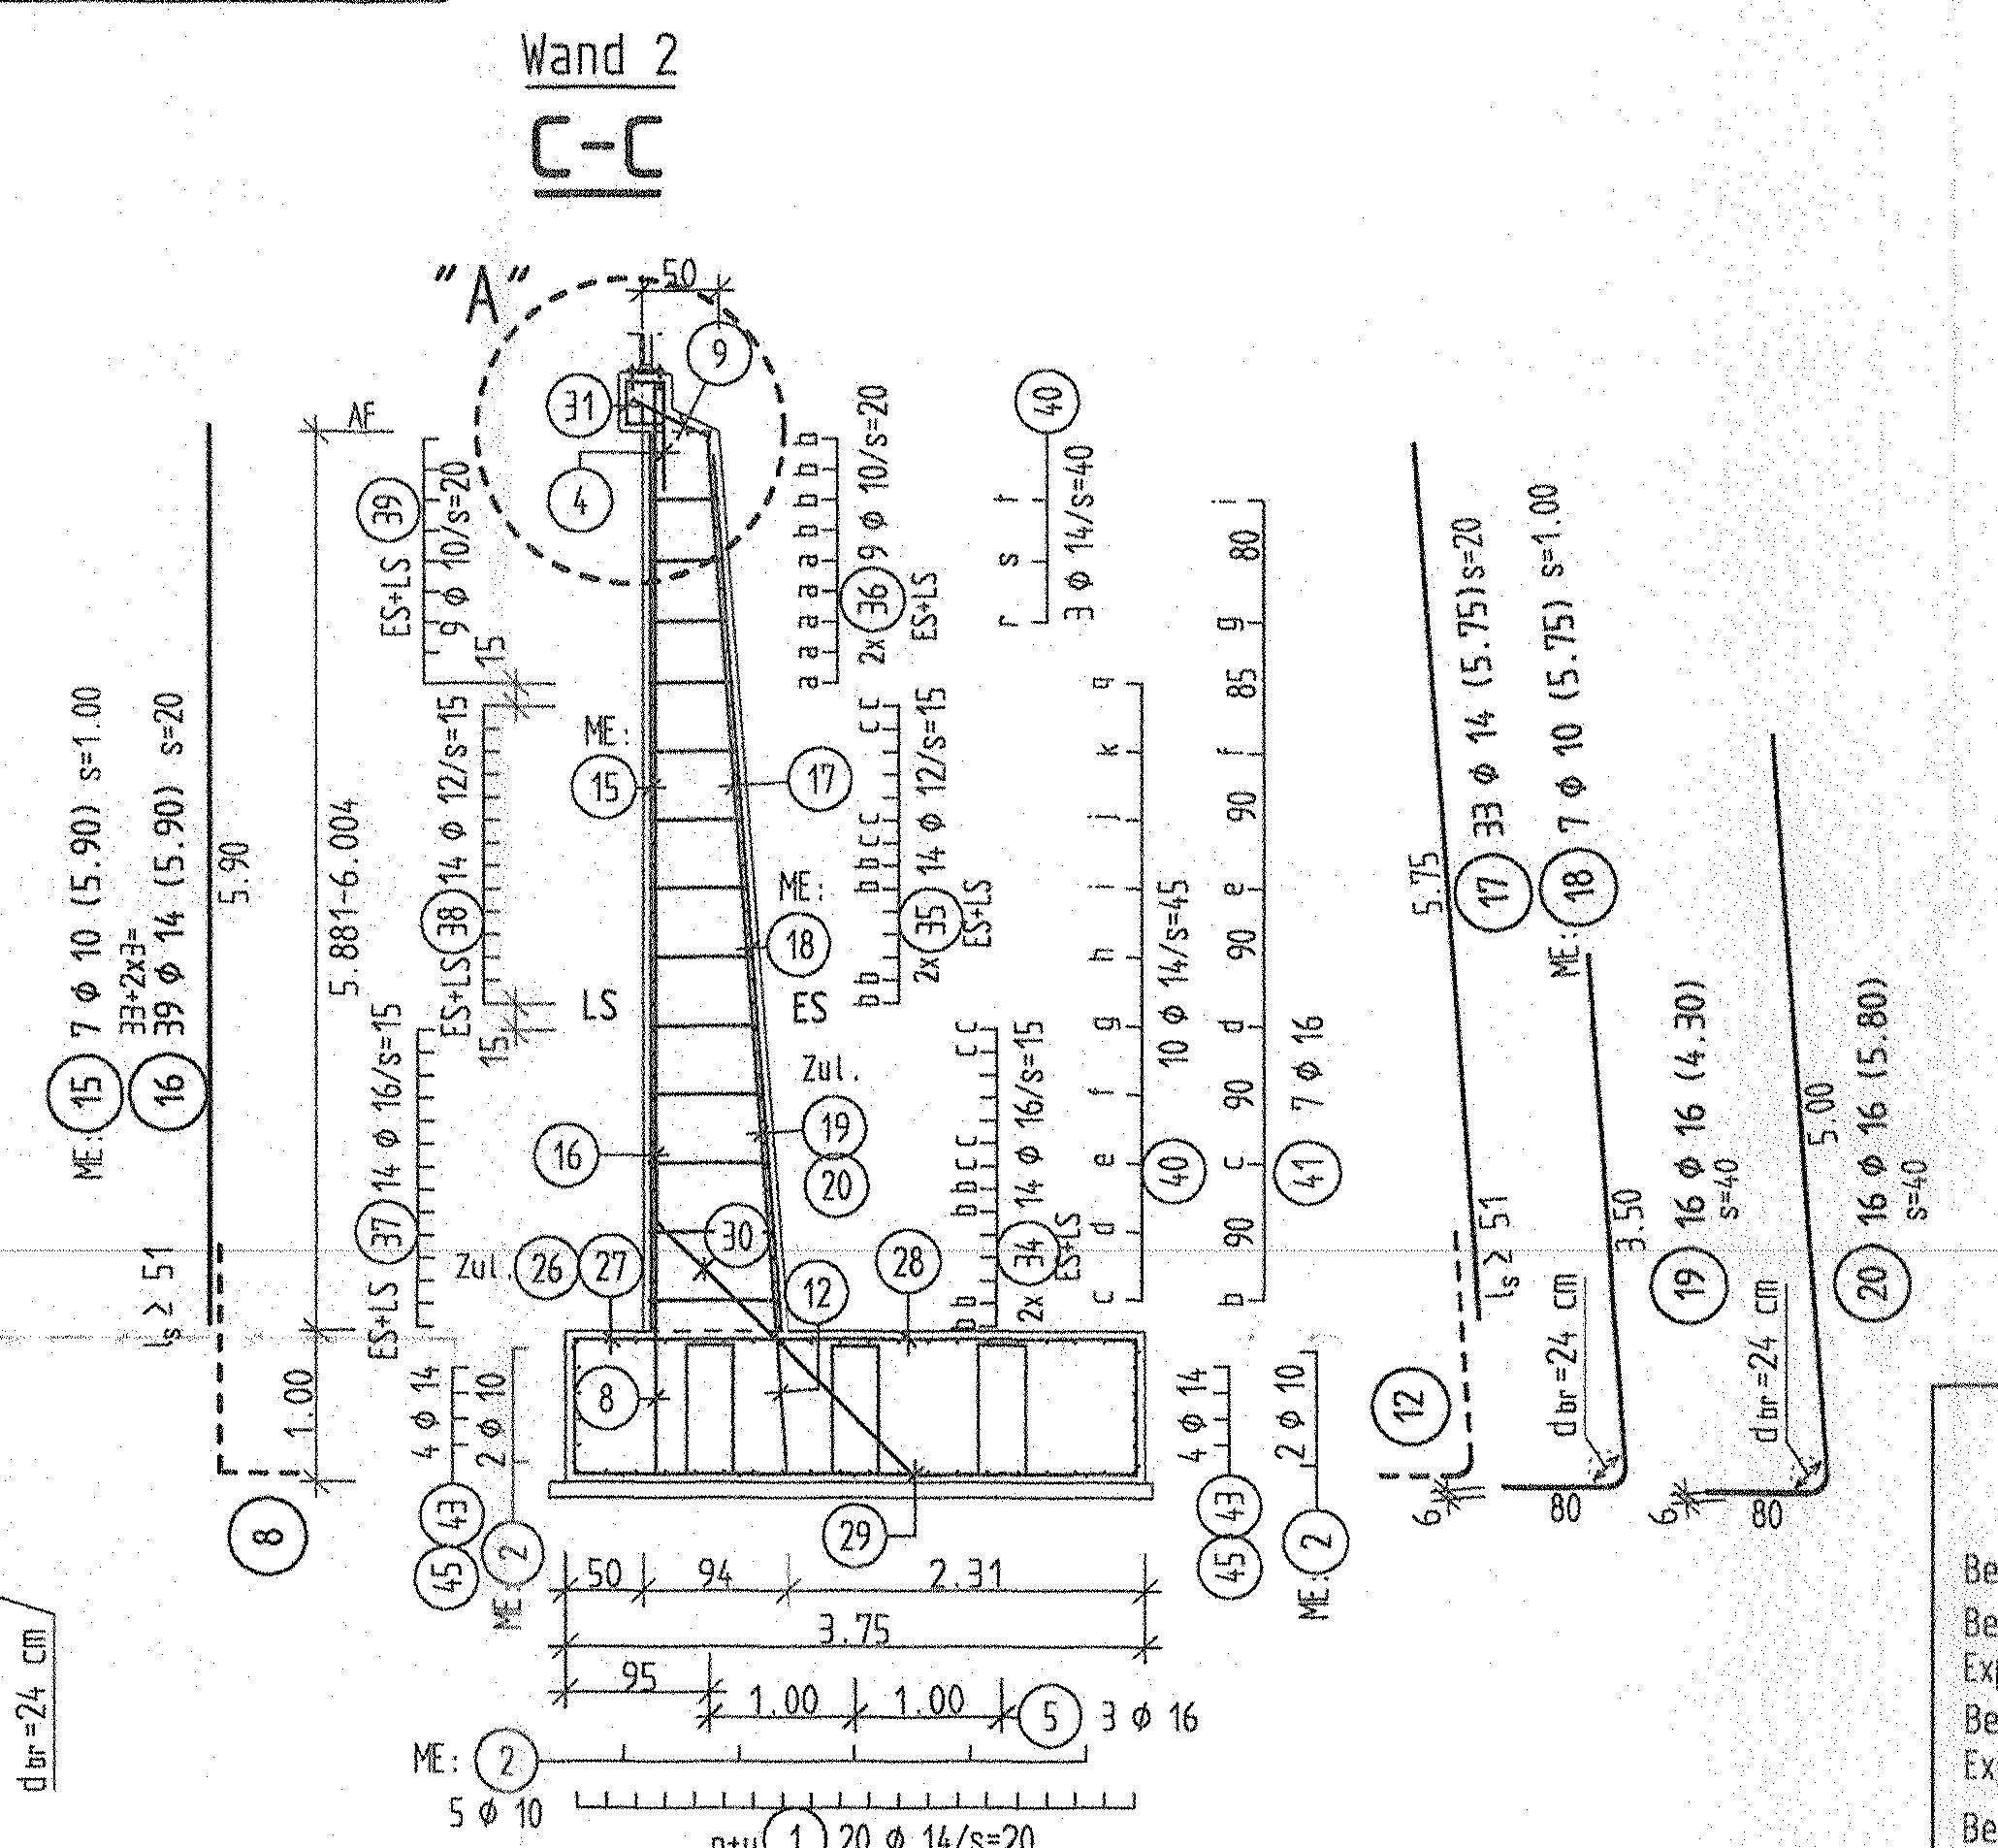 Wand 2
C-C
"A"
50
9
31
4
AF
39
ES+LS
9 ϕ 10/s=20
15
b b b b b a a a a a
9 ϕ 10/s=20
2x 36
ES+LS
40
r s t
3 ϕ 14/s=40
ME: 15 7 ϕ 10 (5.90) s=1.00
33+2x3=
16 39 ϕ 14 (5.90) s=20
5.90
ls ≥ 51
5.881-6.004
1.00
8
ES+LS 38 14 ϕ 12/s=15
15
ES+LS 37 14 ϕ 16/s=15
ME:
15
17
ME:
18
LS
ES
Zul.
19
20
16
30
Zul. 26 27
12
28
8
29
b b b b c c c c
2x 35 14 ϕ 12/s=15
ES+LS
b b b b c c c c
2x 34 14 ϕ 16/s=15
ES+LS
c d e f g h i j k q
40 10 ϕ 14/s=45
b c d e f g i
90 90 90 90 85 80
41 7 ϕ 16
5.75
17 33 ϕ 14 (5.75) s=20
ME: 18 7 ϕ 10 (5.75) s=1.00
ls ≥ 51
12
6
3.50
dbr=24 cm
80
19 16 ϕ 16 (4.30)
s=40
5.00
dbr=24 cm
6
80
20 16 ϕ 16 (5.80)
s=40
4 ϕ 14
43
45
2 ϕ 10
ME: 2
4 ϕ 14
43
45
2 ϕ 10
ME: 2
50 94 2.31
3.75
95
1.00 1.00 5 3 ϕ 16
ME: 2
5 ϕ 10
1 20 ϕ 14/s=20
dbr=24 cm
Be
Be
Ex
Be
Ex
Be